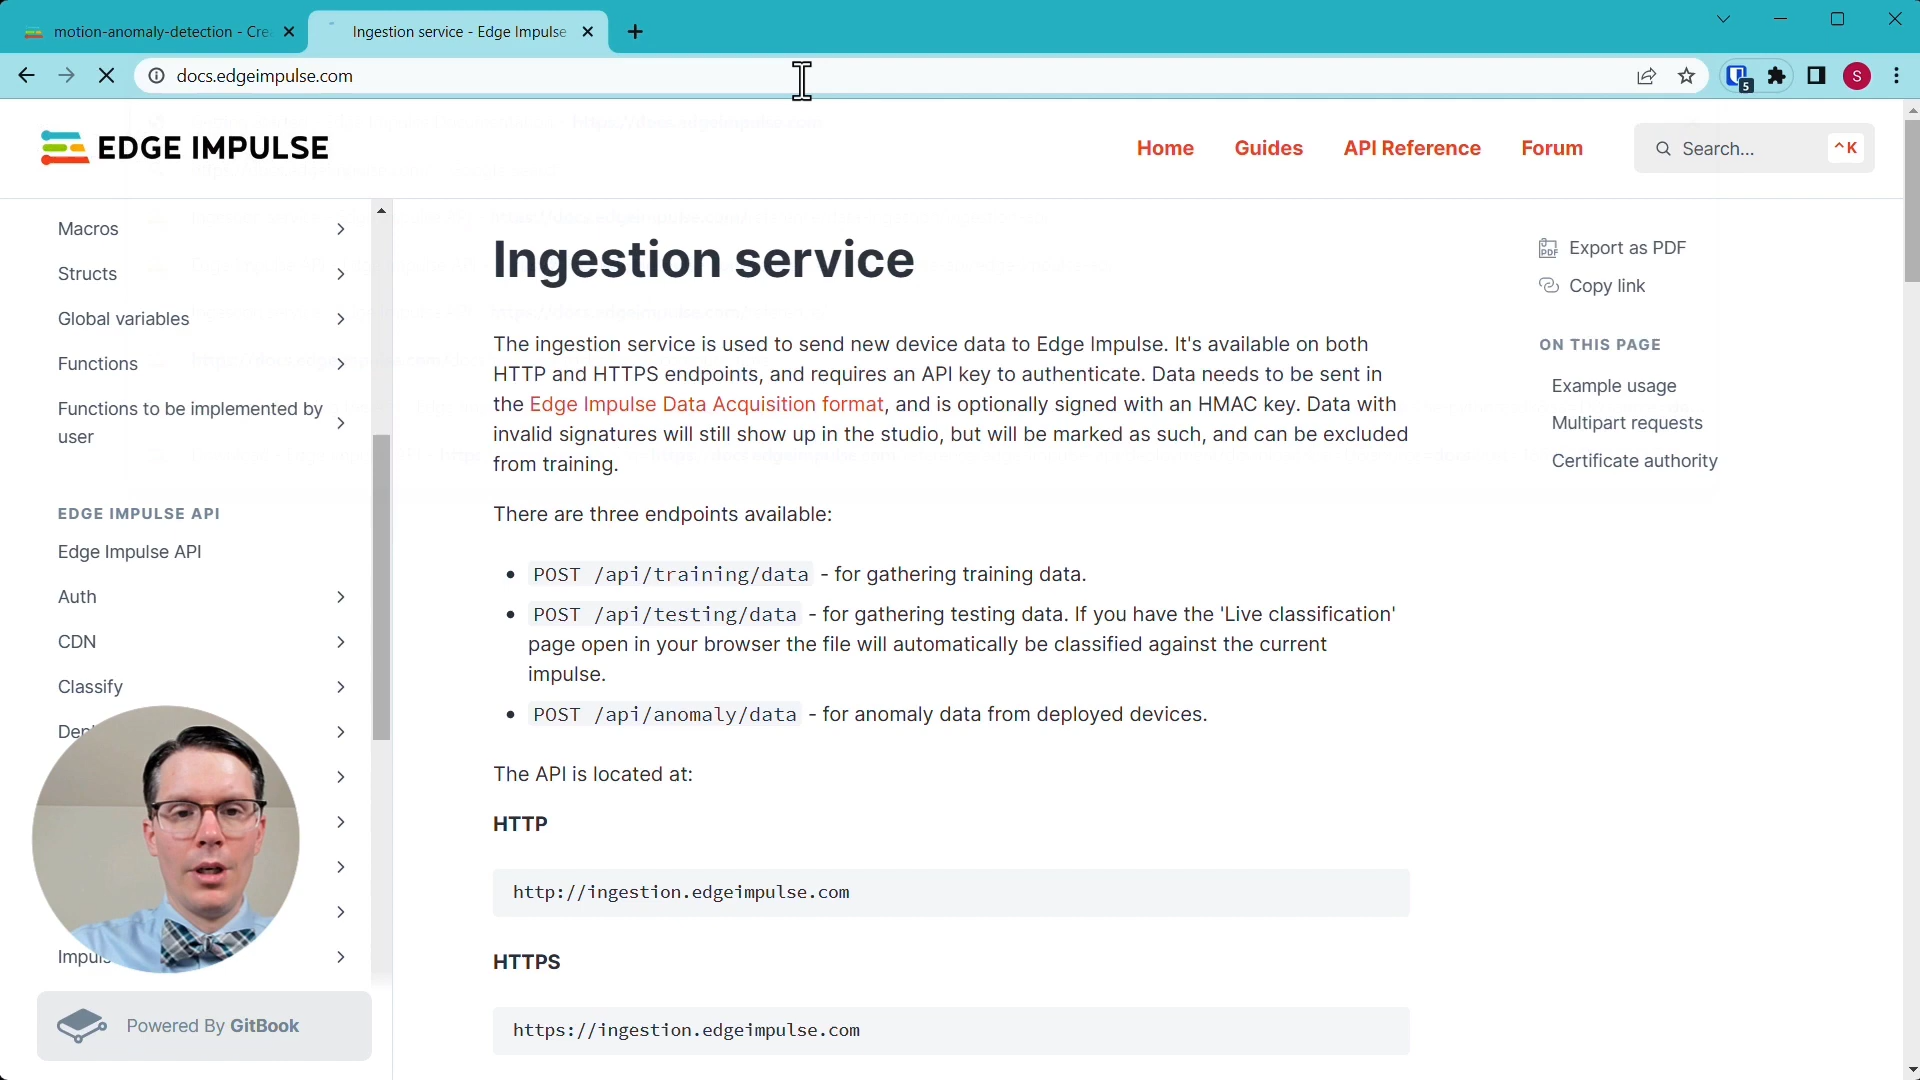 motion-anomaly-detection - Cre
Ingestion service - Edge Impulse
docs.edgeimpulse.com
5
S
EDGE IMPULSE
Home
Guides
API Reference
Forum
Search...
^K
Macros
Structs
Global variables
Functions
Functions to be implemented by
user
EDGE IMPULSE API
Edge Impulse API
Auth
CDN
Classify
Impuls
Powered By GitBook
Ingestion service
The ingestion service is used to send new device data to Edge Impulse. It's available on both
HTTP and HTTPS endpoints, and requires an API key to authenticate. Data needs to be sent in
the Edge Impulse Data Acquisition format, and is optionally signed with an HMAC key. Data with
invalid signatures will still show up in the studio, but will be marked as such, and can be excluded
from training.
There are three endpoints available:
• POST /api/training/data - for gathering training data.
• POST /api/testing/data - for gathering testing data. If you have the 'Live classification'
page open in your browser the file will automatically be classified against the current
impulse.
• POST /api/anomaly/data - for anomaly data from deployed devices.
The API is located at:
HTTP
http://ingestion.edgeimpulse.com
HTTPS
https://ingestion.edgeimpulse.com
PDF
Export as PDF
Copy link
ON THIS PAGE
Example usage
Multipart requests
Certificate authority